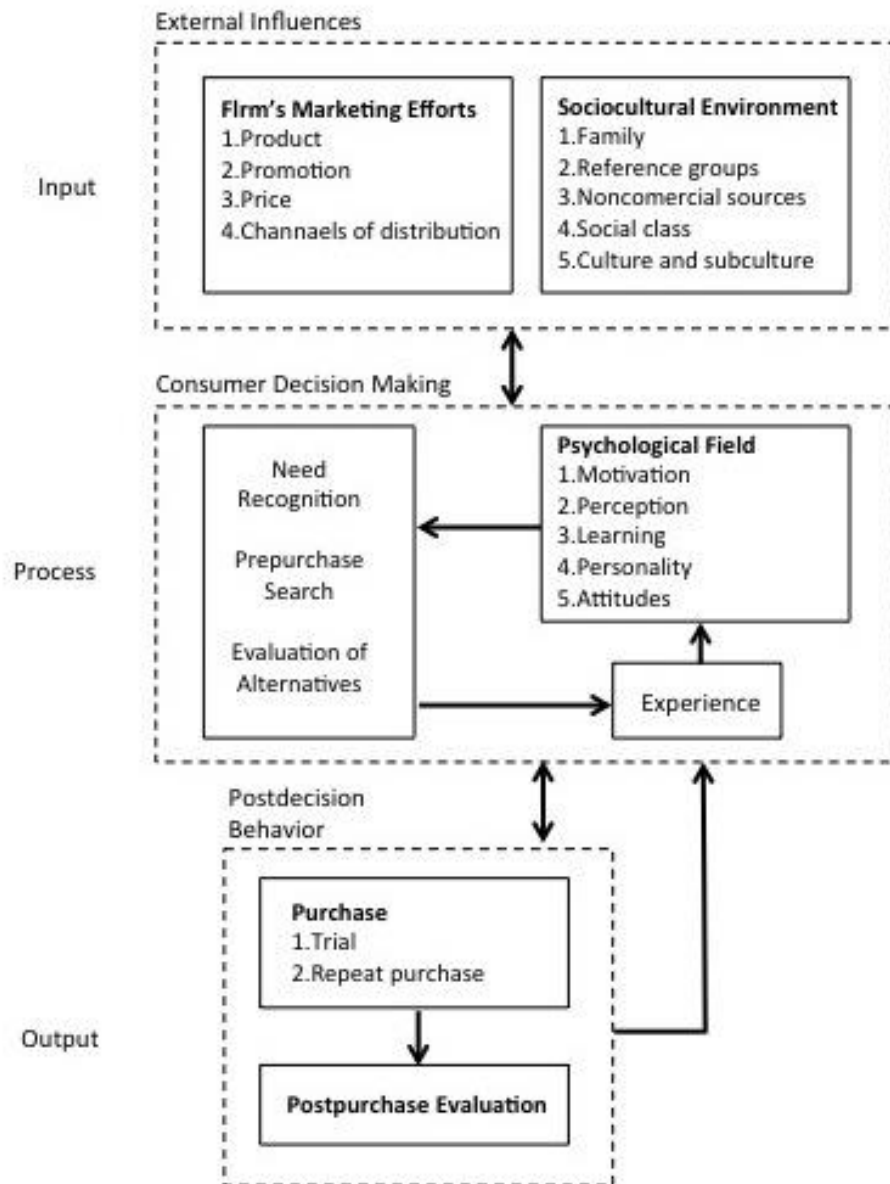 External Influences
Input
FIrm's Marketing Efforts
1.Product
2.Promotion
3.Price
4.Channaels of distribution
Sociocultural Environment
1.Family
2.Reference groups
3.Noncomercial sources
4.Social class
5.Culture and subculture
Consumer Decision Making
Process
Need
Recognition
Prepurchase
Search
Evaluation of
Alternatives
Psychological Field
1.Motivation
2.Perception
3.Learning
4.Personality
5.Attitudes
Experience
Postdecision
Behavior
Output
Purchase
1.Trial
2.Repeat purchase
Postpurchase Evaluation